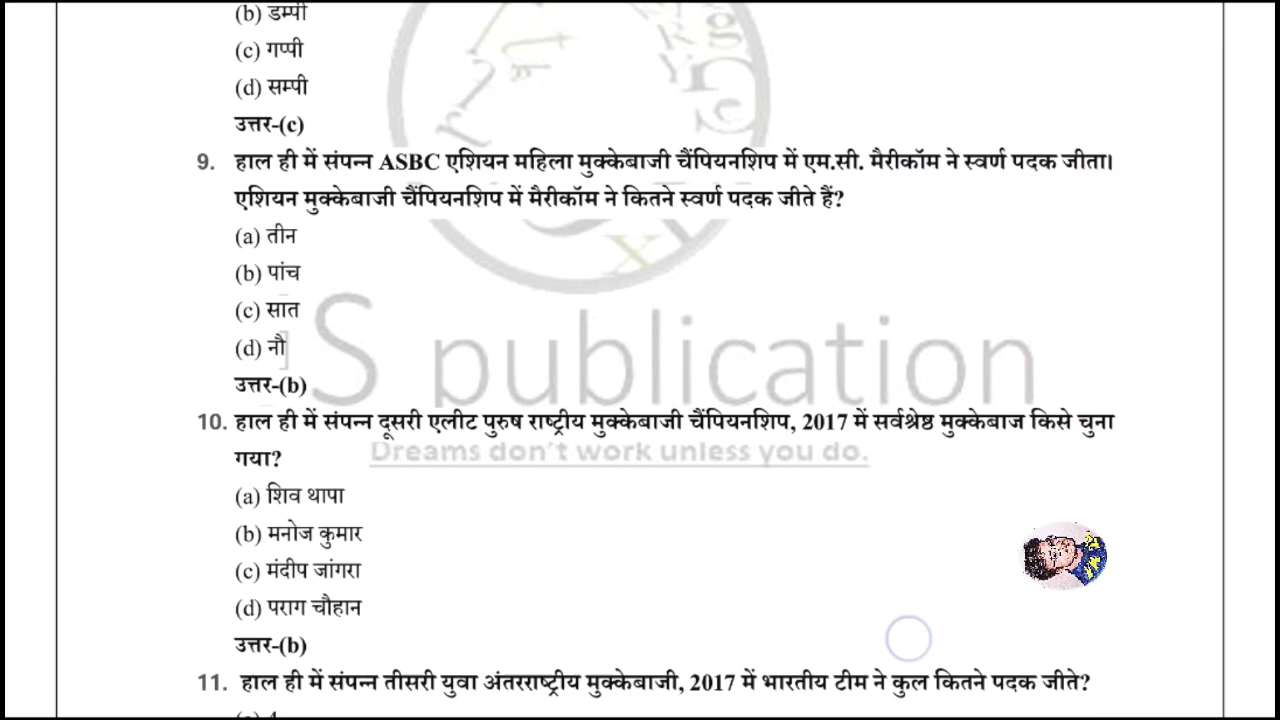 (b) डम्पी
(c) गप्पी
(d) सम्पी
उत्तर-(c)
9. हाल ही में संपन्न ASBC एशियन महिला मुक्केबाजी चैंपियनशिप में एम.सी. मैरीकॉम ने स्वर्ण पदक जीता।
एशियन मुक्केबाजी चैंपियनशिप में मैरीकॉम ने कितने स्वर्ण पदक जीते हैं?
(a) तीन
(b) पांच
(c) सात
(d) नौ
S publication
उत्तर-(b)
10. हाल ही में संपन्न दूसरी एलीट पुरुष राष्ट्रीय मुक्केबाजी चैंपियनशिप, 2017 में सर्वश्रेष्ठ मुक्केबाज किसे चुना
गया?
Dreams don't work unless you do.
(a) शिव थापा
(b) मनोज कुमार
(c) मंदीप जांगरा
(d) पराग चौहान
उत्तर-(b)
11. हाल ही में संपन्न तीसरी युवा अंतरराष्ट्रीय मुक्केबाजी, 2017 में भारतीय टीम ने कुल कितने पदक जीते?